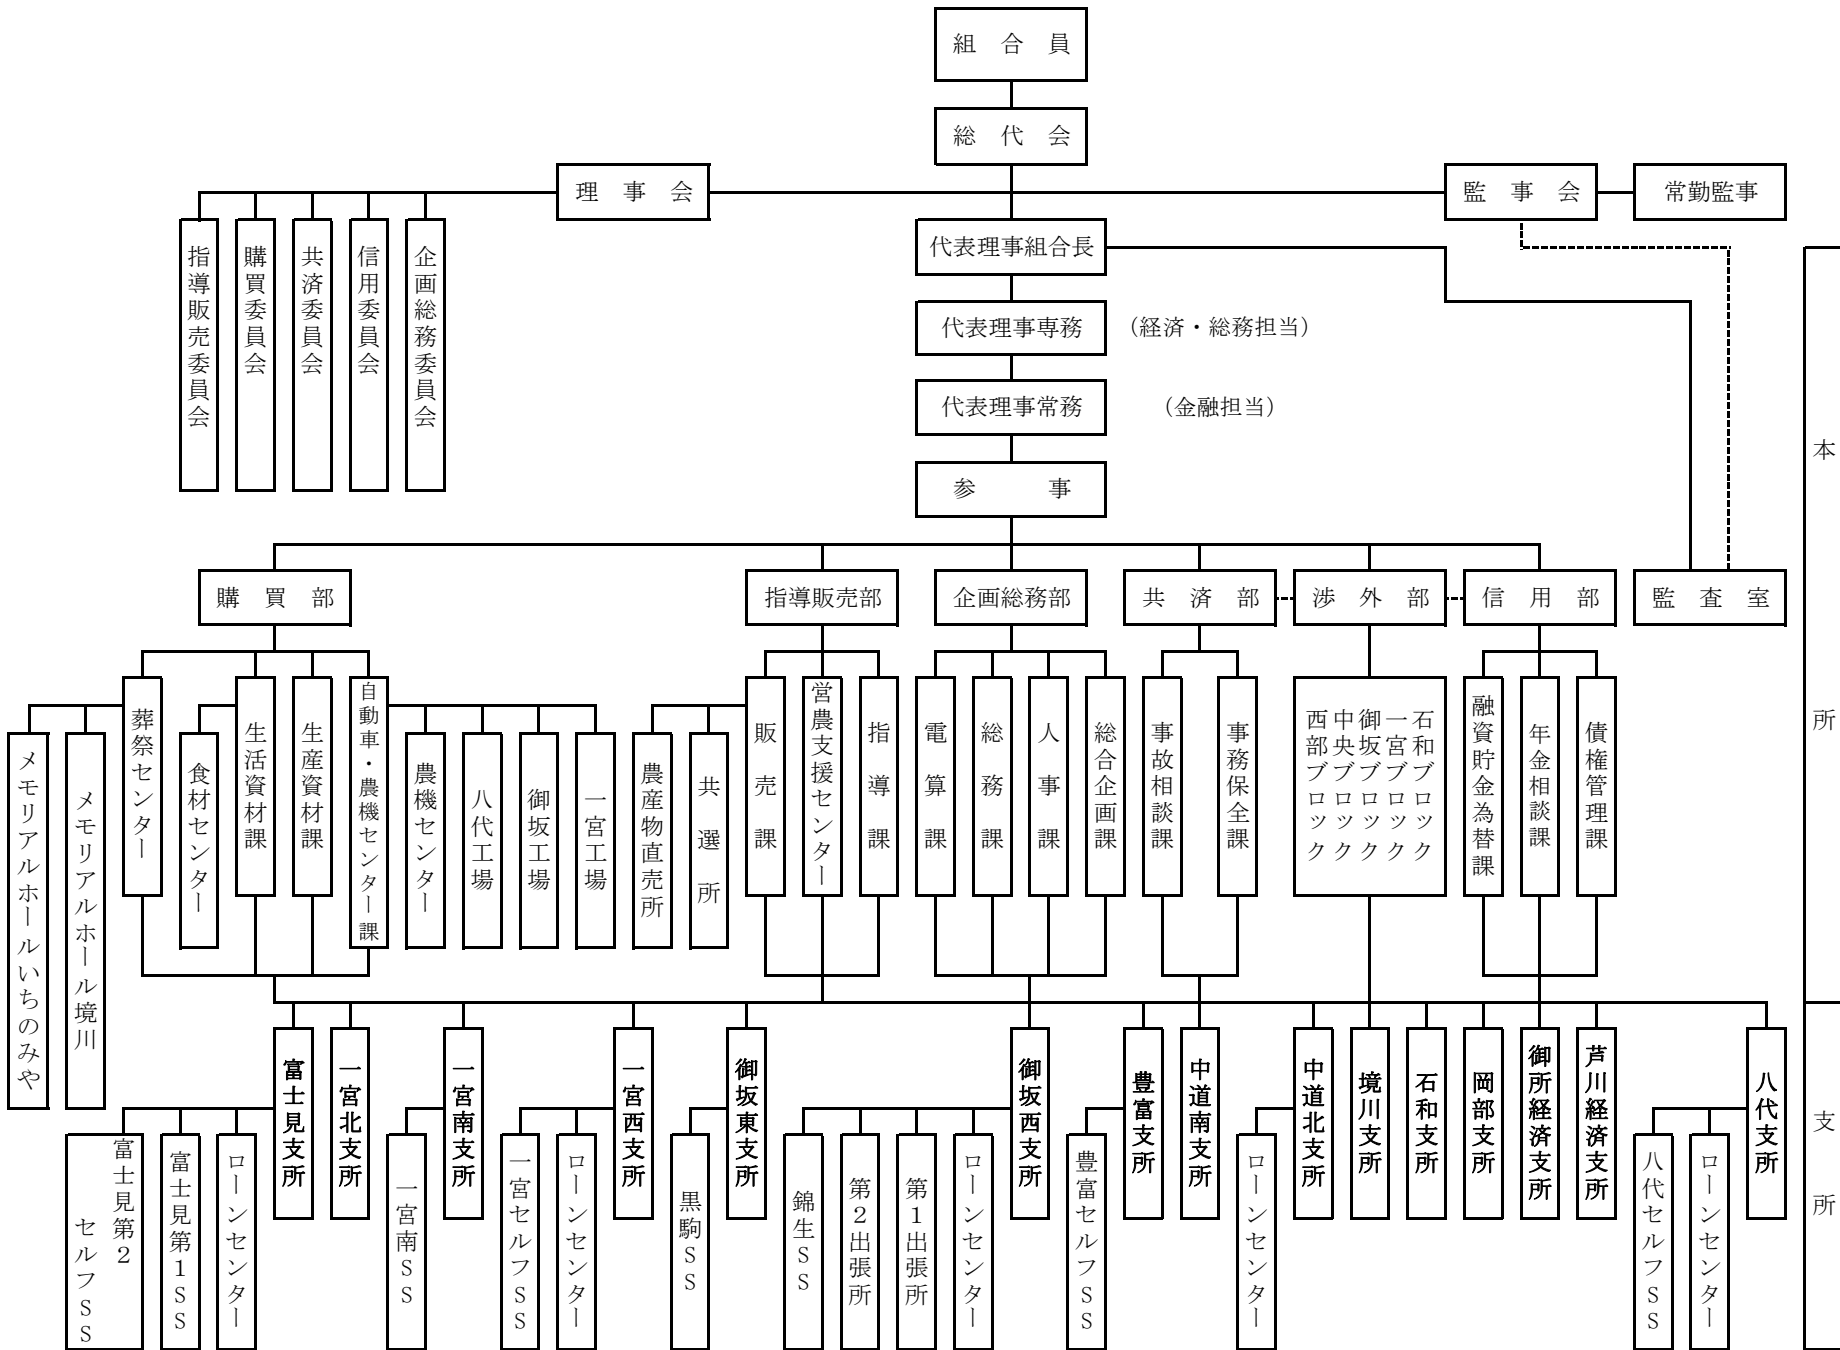 組合員
総代会
理事会
監事会
常勤監事
指導販売委員会
購買委員会
共済委員会
信用委員会
企画総務委員会
代表理事組合長
代表理事専務
（経済・総務担当）
代表理事常務
（金融担当）
参事
本所
購買部
指導販売部
企画総務部
共済部
渉外部
信用部
監査室
メモリアルホールいちのみや
メモリアルホール境川
葬祭センター
食材センター
生活資材課
生産資材課
自動車・農機センター課
農機センター
八代工場
御坂工場
一宮工場
農産物直売所
共選所
販売課
営農支援センター
指導課
電算課
総務課
人事課
総合企画課
事故相談課
事務保全課
石和ブロック
一宮ブロック
御坂ブロック
中央ブロック
西部ブロック
融資貯金為替課
年金相談課
債権管理課
富士見支所
一宮北支所
一宮南支所
一宮西支所
御坂東支所
御坂西支所
豊富支所
中道南支所
中道北支所
境川支所
石和支所
岡部支所
御所経済支所
芦川経済支所
八代支所
支所
富士見第２
セルフSS
富士見第１SS
ローンセンター
一宮南SS
一宮セルフSS
ローンセンター
黒駒SS
錦生SS
第２出張所
第１出張所
ローンセンター
豊富セルフSS
ローンセンター
八代セルフSS
ローンセンター